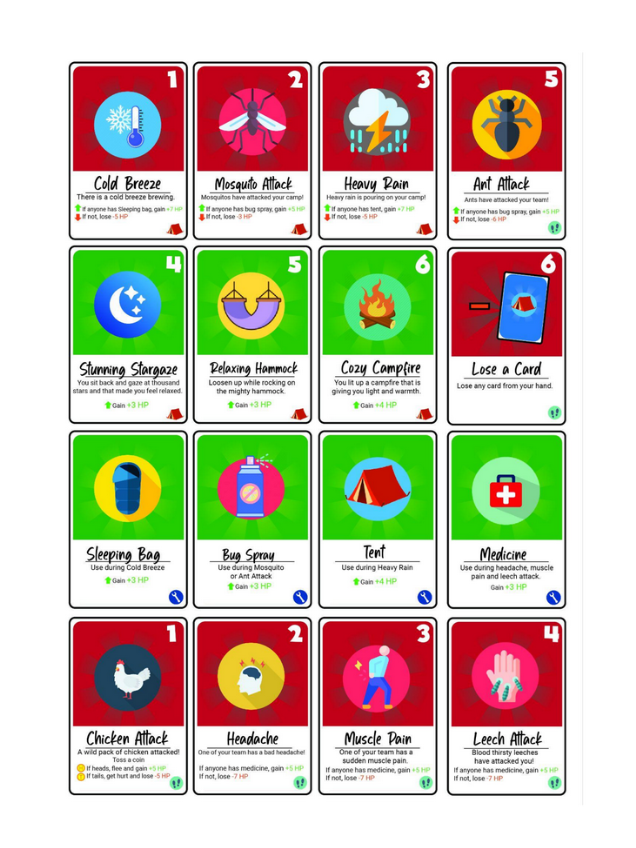 1
Cold Breeze
There is a cold breeze brewing.
If anyone has Sleeping bag, gain +7 HP
If not, lose -5 HP
2
Mosquito Attack
Mosquitos have attacked your camp!
If anyone has bug spray, gain +5 HP
If not, lose -3 HP
3
Heavy Rain
Heavy rain is pouring on your camp!
If anyone has tent, gain +7 HP
If not, lose -5 HP
5
Ant Attack
Ants have attacked your team!
If anyone has bug spray, gain +5 HP
If not, lose -6 HP
4
Stunning Stargaze
You sit back and gaze at thousand
stars and that made you feel relaxed.
Gain +3 HP
5
Relaxing Hammock
Loosen up while rocking on
the mighty hammock.
Gain +3 HP
6
Cozy Campfire
You lit up a campfire that is
giving you light and warmth.
Gain +4 HP
6
Lose a Card
Lose any card from your hand.
Sleeping Bag
Use during Cold Breeze
Gain +3 HP
Bug Spray
Use during Mosquito
or Ant Attack
Gain +3 HP
Tent
Use during Heavy Rain
Gain +4 HP
Medicine
Use during headache, muscle
pain and leech attack.
Gain +3 HP
1
Chicken Attack
A wild pack of chicken attacked!
Toss a coin
If heads, flee and gain +5 HP
If tails, get hurt and lose -5 HP
2
Headache
One of your team has a bad headache!
If anyone has medicine, gain +5 HP
If not, lose -7 HP
3
Muscle Pain
One of your team has a
sudden muscle pain.
If anyone has medicine, gain +5 HP
If not, lose -7 HP
4
Leech Attack
Blood thirsty leeches
have attacked you!
If anyone has medicine, gain +5 HP
If not, lose -7 HP